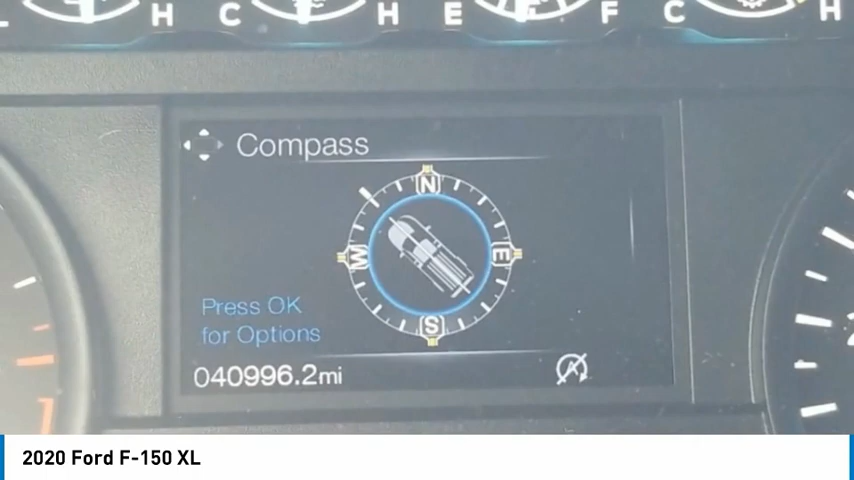 H C H E F C H
Compass
N
W E
S
Press OK
for Options
040996.2mi
A
2020 Ford F-150 XL